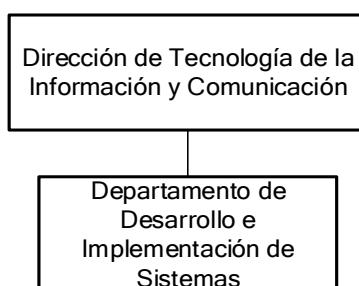 Dirección de Tecnología de la
Información y Comunicación
Departamento de
Desarrollo e
Implementación de
Sistemas